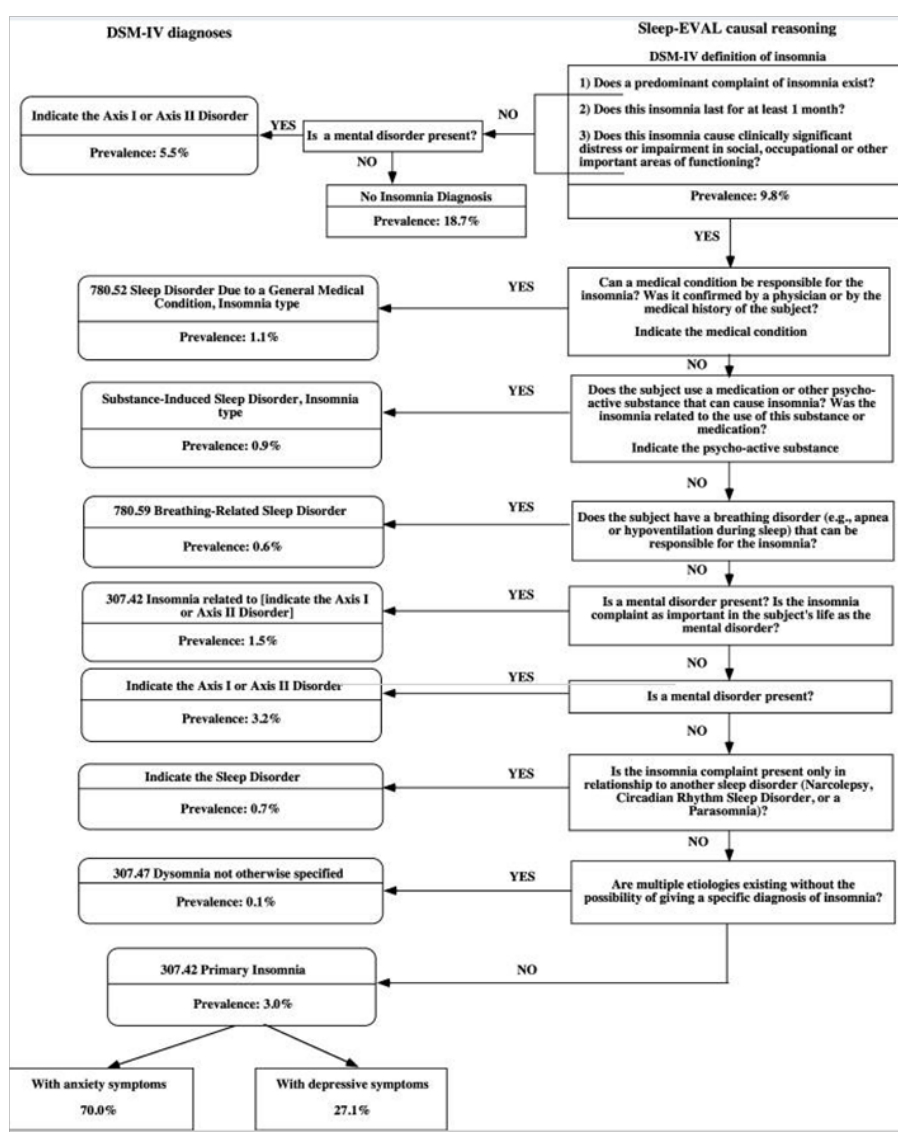 DSM-IV diagnoses
Sleep-EVAL causal reasoning
DSM-IV definition of insomnia
1) Does a predominant complaint of insomnia exist?
2) Does this insomnia last for at least 1 month?
3) Does this insomnia cause clinically significant
distress or impairment in social, occupational or other
important areas of functioning?
Prevalence: 9.8%
NO
Is a mental disorder present?
YES
Indicate the Axis I or Axis II Disorder
Prevalence: 5.5%
NO
No Insomnia Diagnosis
Prevalence: 18.7%
YES
Can a medical condition be responsible for the
insomnia? Was it confirmed by a physician or by the
medical history of the subject?
Indicate the medical condition
YES
780.52 Sleep Disorder Due to a General Medical
Condition, Insomnia type
Prevalence: 1.1%
NO
Does the subject use a medication or other psycho-
active substance that can cause insomnia? Was the
insomnia related to the use of this substance or
medication?
Indicate the psycho-active substance
YES
Substance-Induced Sleep Disorder, Insomnia
type
Prevalence: 0.9%
NO
Does the subject have a breathing disorder (e.g., apnea
or hypoventilation during sleep) that can be
responsible for the insomnia?
YES
780.59 Breathing-Related Sleep Disorder
Prevalence: 0.6%
NO
Is a mental disorder present? Is the insomnia
complaint as important in the subject's life as the
mental disorder?
YES
307.42 Insomnia related to [indicate the Axis I
or Axis II Disorder]
Prevalence: 1.5%
NO
Is a mental disorder present?
YES
Indicate the Axis I or Axis II Disorder
Prevalence: 3.2%
NO
Is the insomnia complaint present only in
relationship to another sleep disorder (Narcolepsy,
Circadian Rhythm Sleep Disorder, or a
Parasomnia)?
YES
Indicate the Sleep Disorder
Prevalence: 0.7%
NO
Are multiple etiologies existing without the
possibility of giving a specific diagnosis of insomnia?
YES
307.47 Dysomnia not otherwise specified
Prevalence: 0.1%
NO
307.42 Primary Insomnia
Prevalence: 3.0%
With anxiety symptoms
70.0%
With depressive symptoms
27.1%